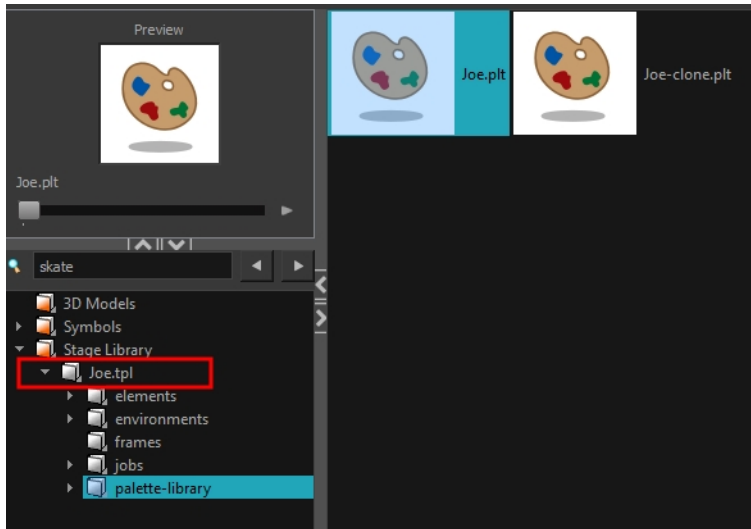 Preview
Joe.plt
Joe.plt
Joe-clone.plt
skate
3D Models
Symbols
Stage Library
Joe.tpl
elements
environments
frames
jobs
palette-library